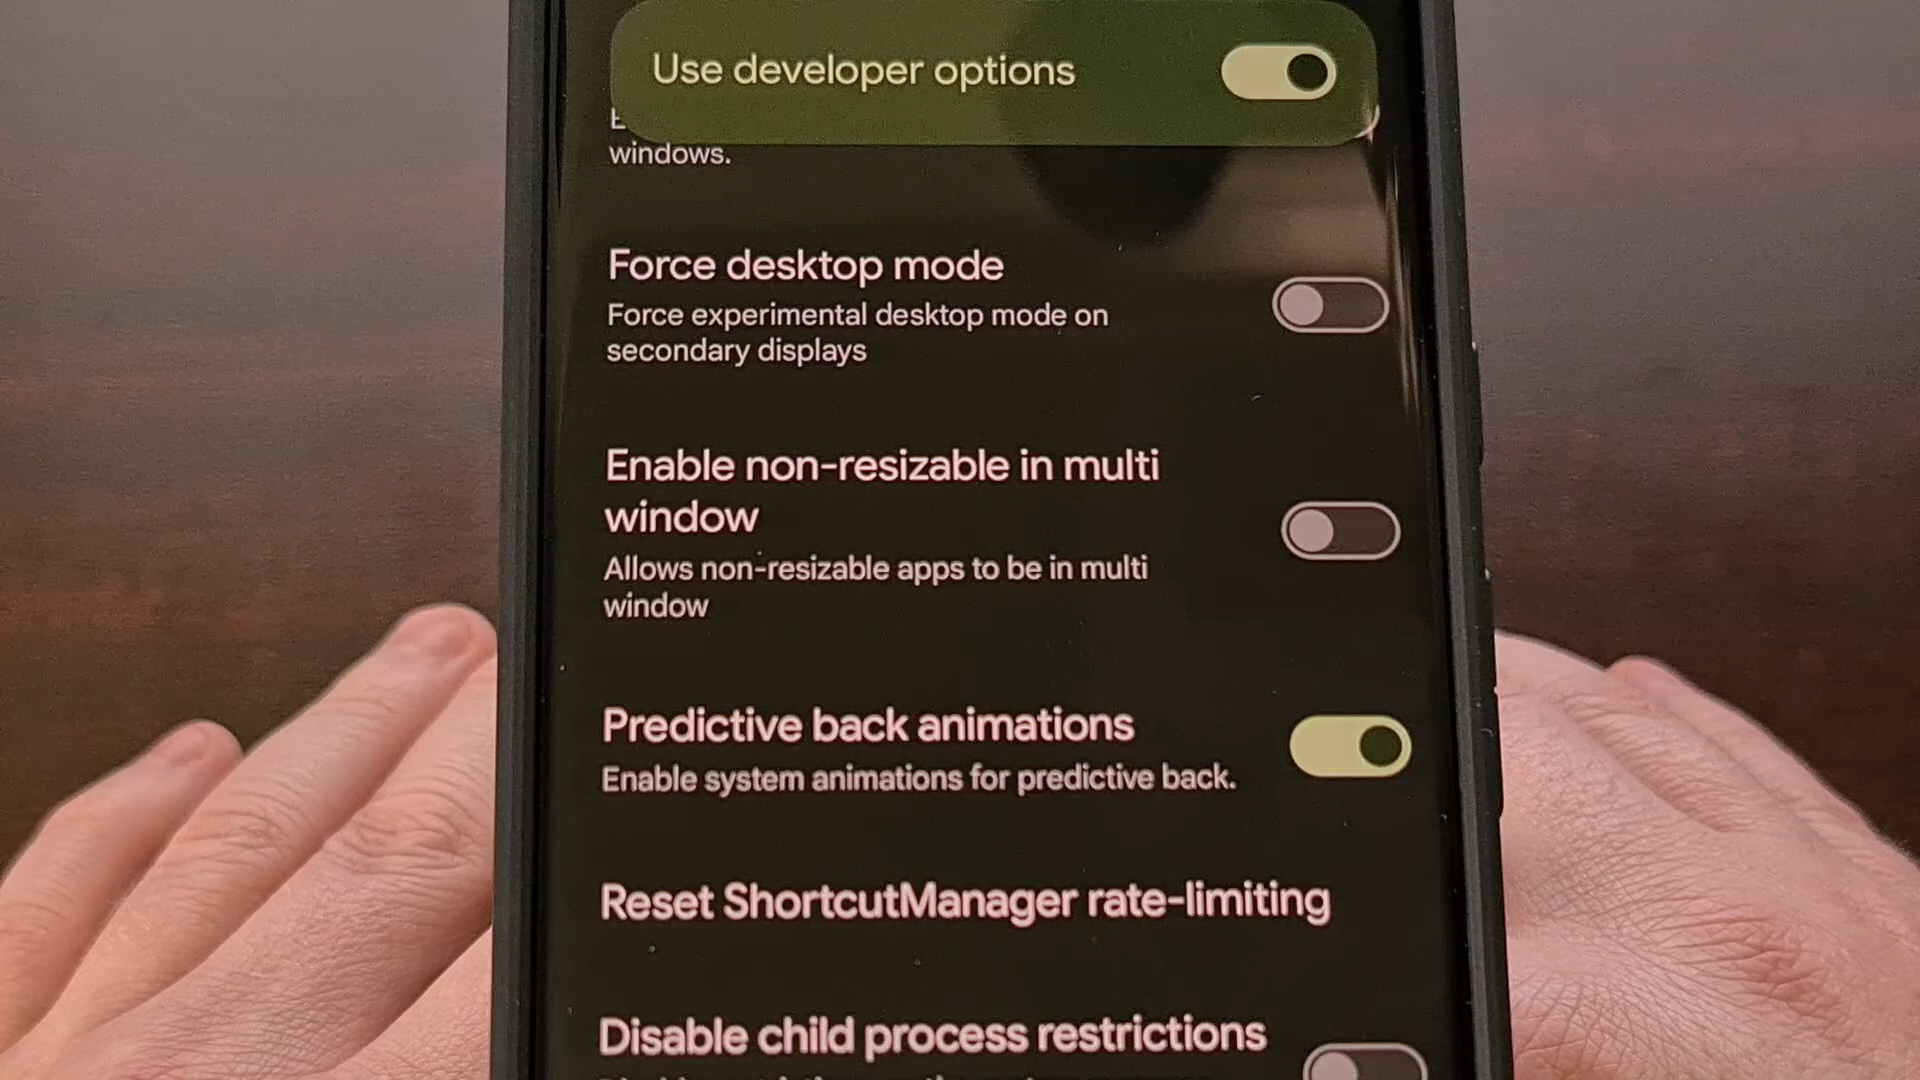 Use developer options
windows.
Force desktop mode
Force experimental desktop mode on
secondary displays
Enable non-resizable in multi
window
Allows non-resizable apps to be in multi
window
Predictive back animations
Enable system animations for predictive back.
Reset ShortcutManager rate-limiting
Disable child process restrictions